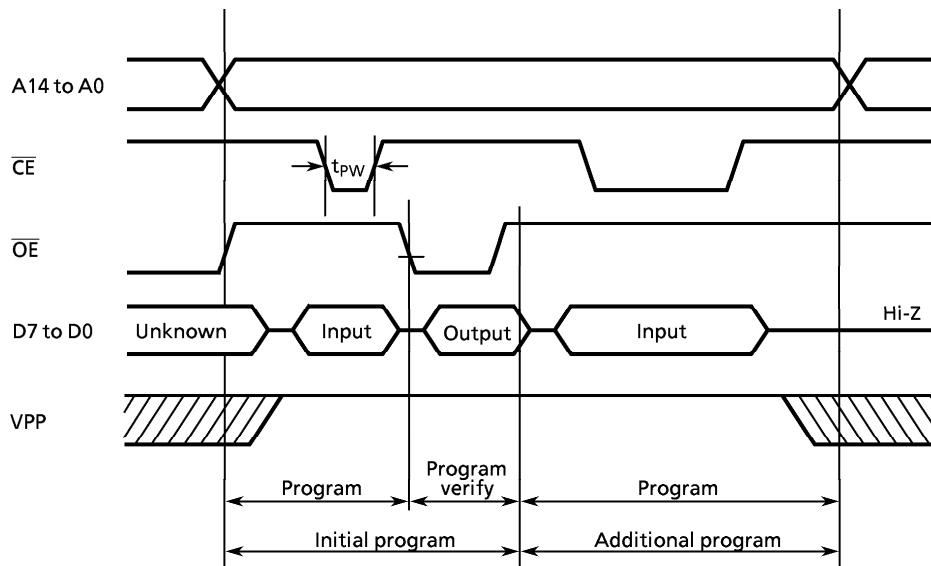 A14 to A0
CE
tPW
OE
D7 to D0
Unknown
Input
Output
Input
Hi-Z
VPP
Program
Program
verify
Program
Initial program
Additional program